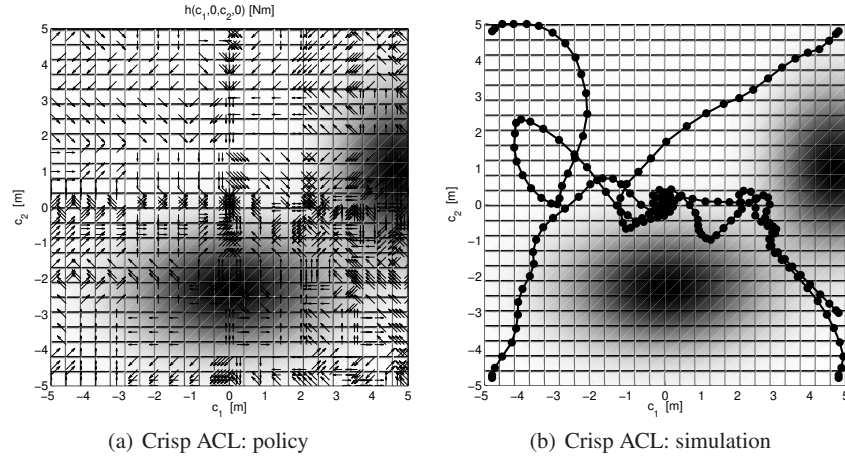 h(c₁,0,c₂,0) [Nm]
5
4
3
2
1
0
−1
−2
−3
−4
−5
c₂ [m]
−5 −4 −3 −2 −1 0 1 2 3 4 5
c₁ [m]
(a) Crisp ACL: policy
5
4
3
2
1
0
−1
−2
−3
−4
−5
c₂ [m]
−5 −4 −3 −2 −1 0 1 2 3 4 5
c₁ [m]
(b) Crisp ACL: simulation